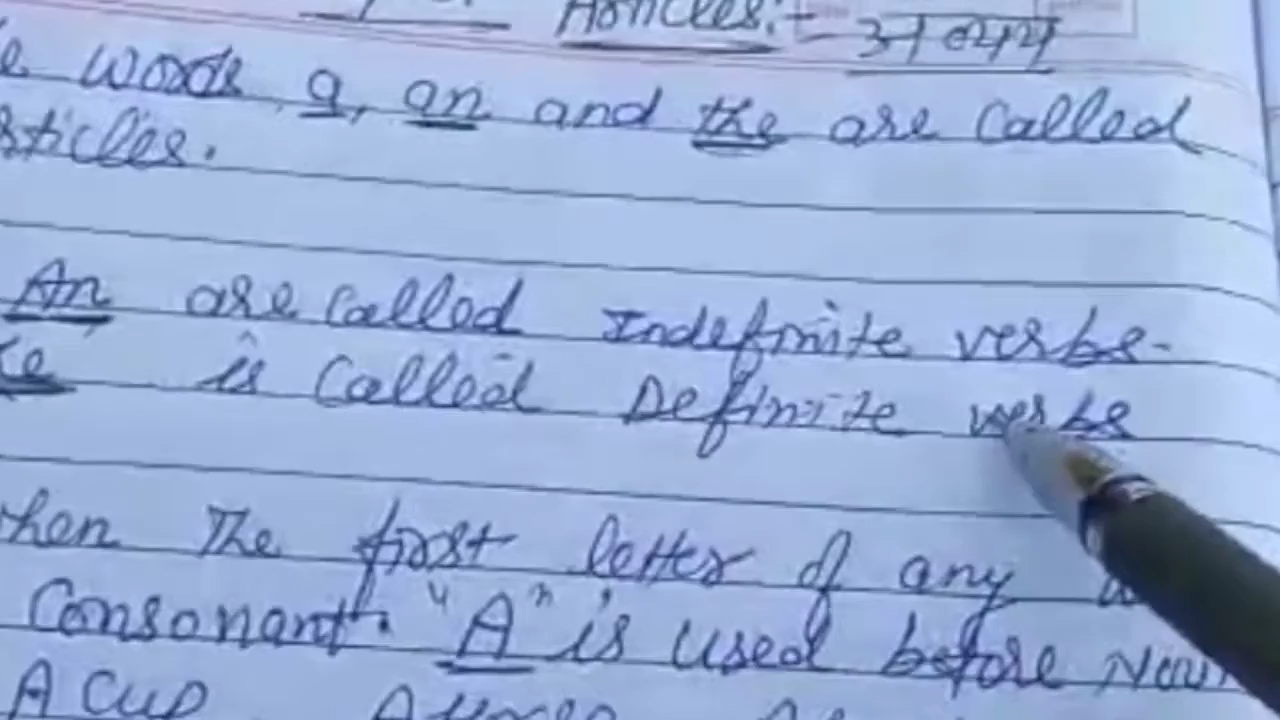 Articles:- अव्यय
words a, an and the are called
articles.
An are called Indefinite verbs.
is called Definite verbs
when the first letter of any
Consonant. "A" is used before Noun
A Cup